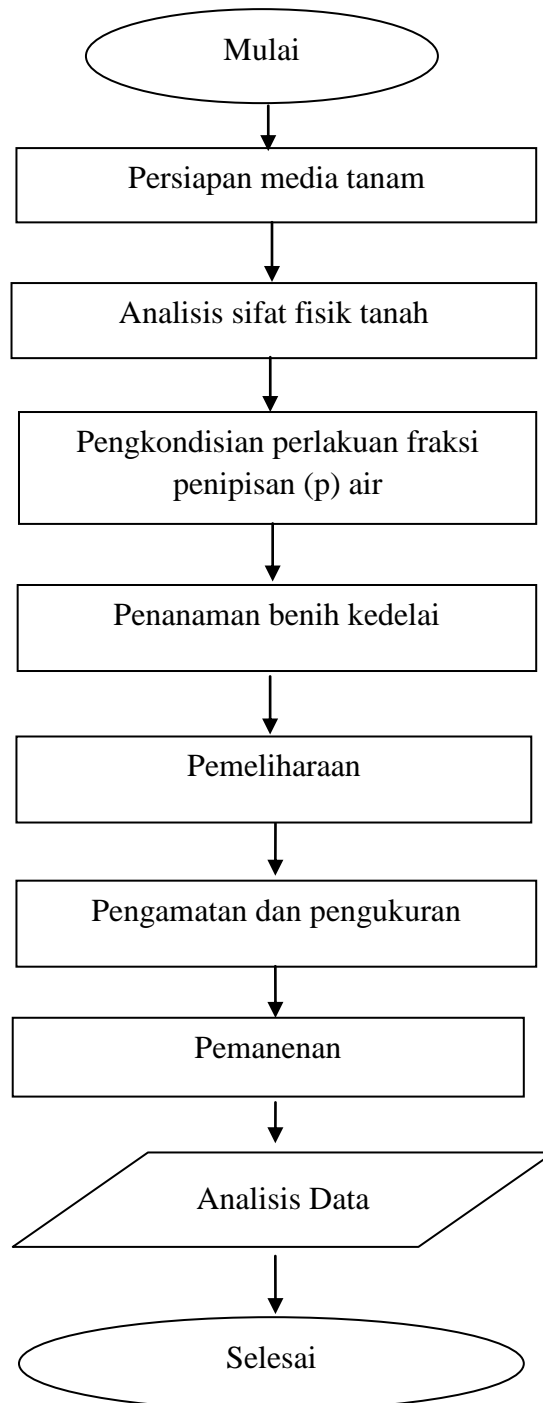 Mulai
Persiapan media tanam
Analisis sifat fisik tanah
Pengkondisian perlakuan fraksi
penipisan (p) air
Penanaman benih kedelai
Pemeliharaan
Pengamatan dan pengukuran
Pemanenan
Analisis Data
Selesai